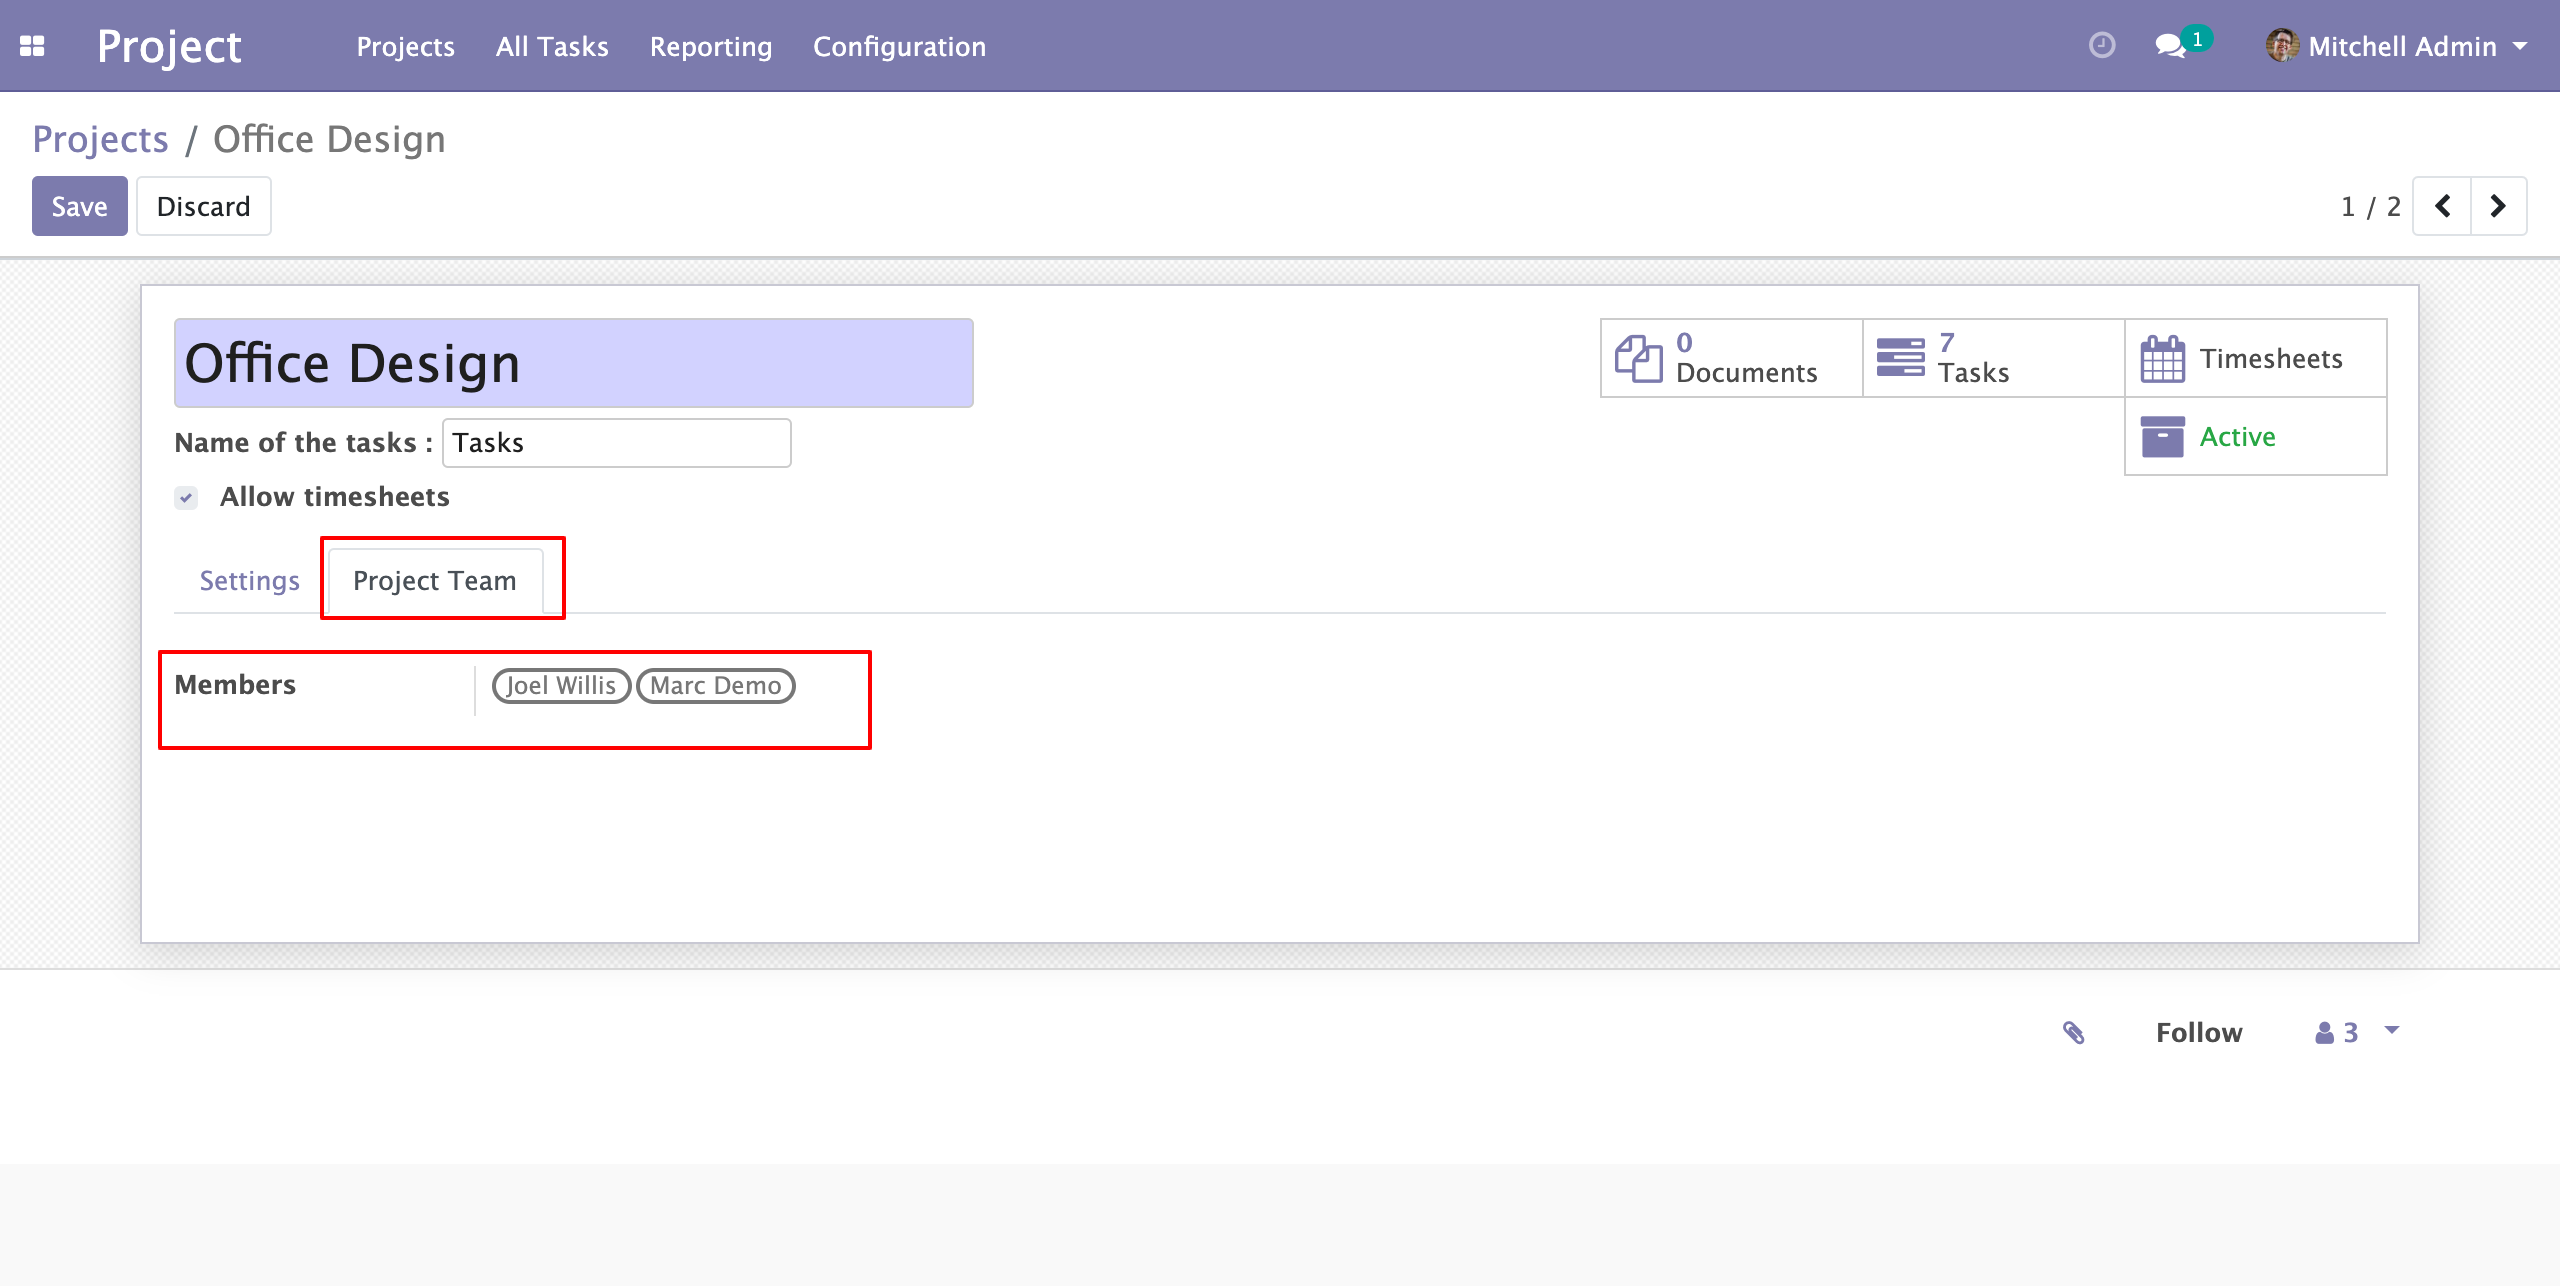 Project Projects All Tasks Reporting Configuration 1 Mitchell Admin
Projects / Office Design
Save Discard 1 / 2
Office Design
0 Documents
7 Tasks
Timesheets
Name of the tasks : Tasks
Active
Allow timesheets
Settings Project Team
Members Joel Willis Marc Demo
Follow 3